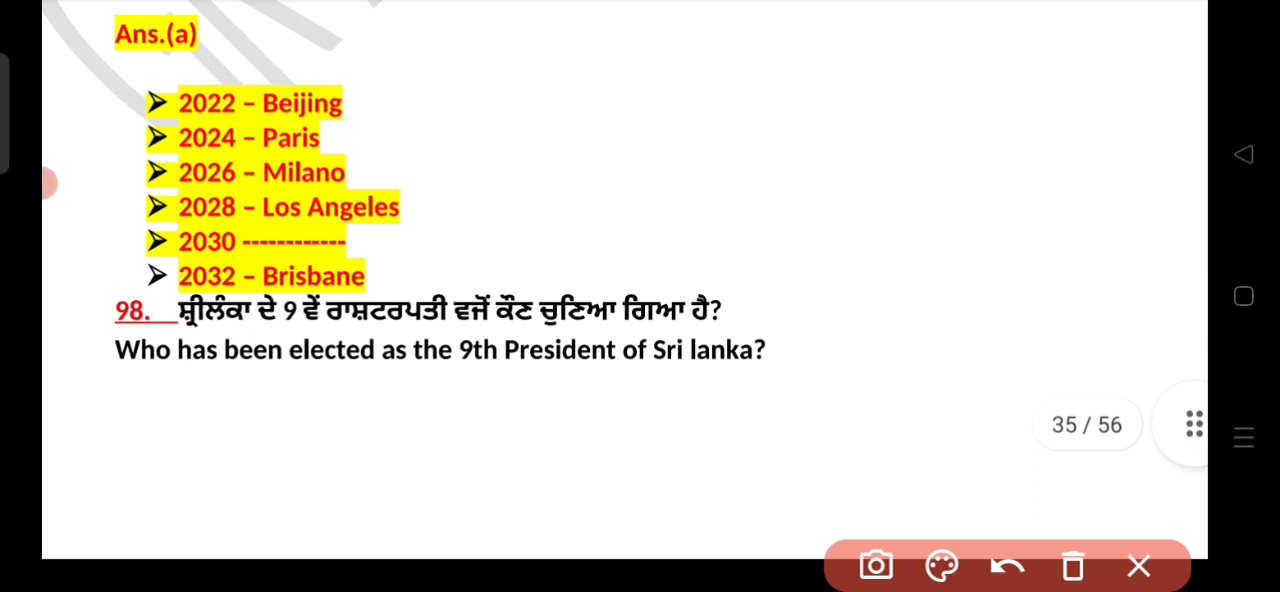 Ans.(a)
➤ 2022 – Beijing
➤ 2024 – Paris
➤ 2026 – Milano
➤ 2028 – Los Angeles
➤ 2030 ------------
➤ 2032 – Brisbane
98. ਸ਼੍ਰੀਲੰਕਾ ਦੇ 9 ਵੇਂ ਰਾਸ਼ਟਰਪਤੀ ਵਜੋਂ ਕੌਣ ਚੁਣਿਆ ਗਿਆ ਹੈ?
Who has been elected as the 9th President of Sri lanka?
35 / 56